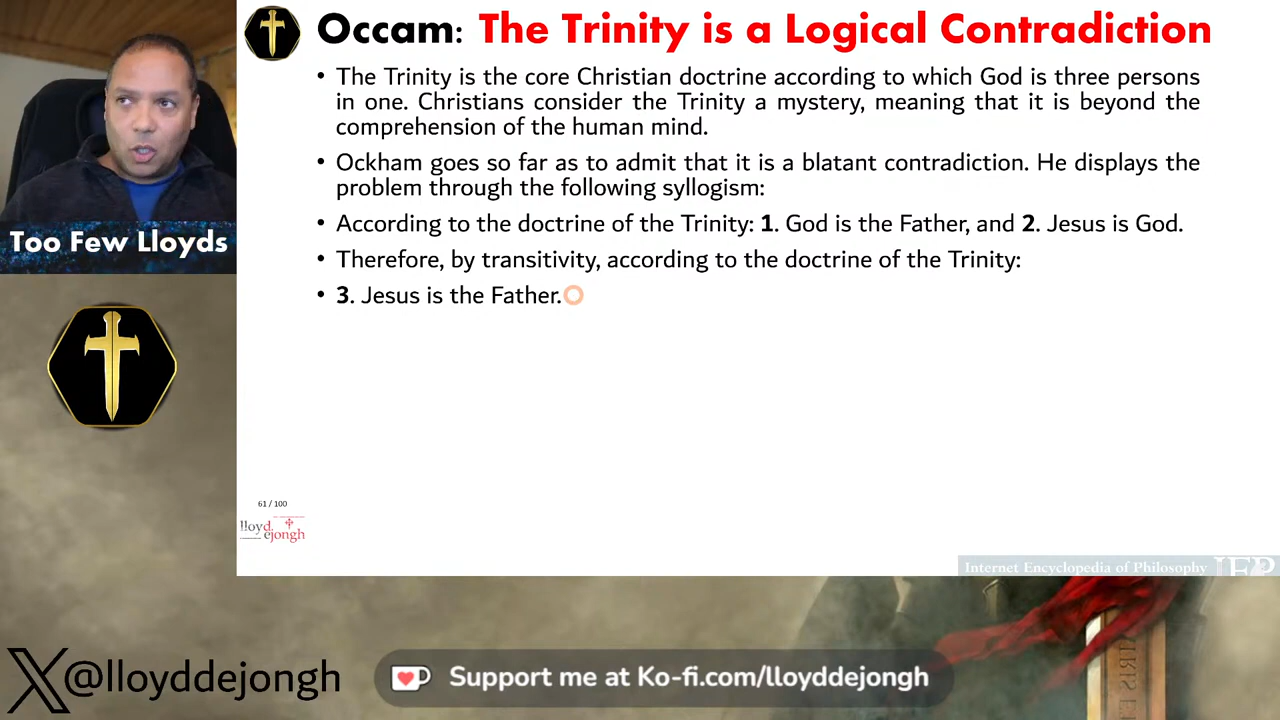 Occam: The Trinity is a Logical Contradiction
• The Trinity is the core Christian doctrine according to which God is three persons
in one. Christians consider the Trinity a mystery, meaning that it is beyond the
comprehension of the human mind.
• Ockham goes so far as to admit that it is a blatant contradiction. He displays the
problem through the following syllogism:
• According to the doctrine of the Trinity: 1. God is the Father, and 2. Jesus is God.
• Therefore, by transitivity, according to the doctrine of the Trinity:
• 3. Jesus is the Father.
Too Few Lloyds
61 / 100
lloyd
ejongh
Internet Encyclopedia of Philosophy IEP
X@lloyddejongh
Support me at Ko-fi.com/lloyddejongh